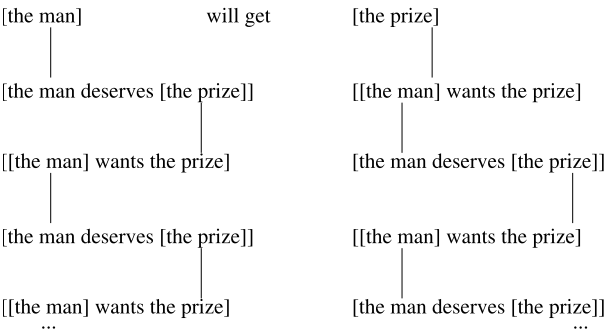 [the man] will get [the prize]
[the man deserves [the prize]] [[the man] wants the prize]
[[the man] wants the prize] [the man deserves [the prize]]
[the man deserves [the prize]] [[the man] wants the prize]
[[the man] wants the prize] [the man deserves [the prize]]
... ...